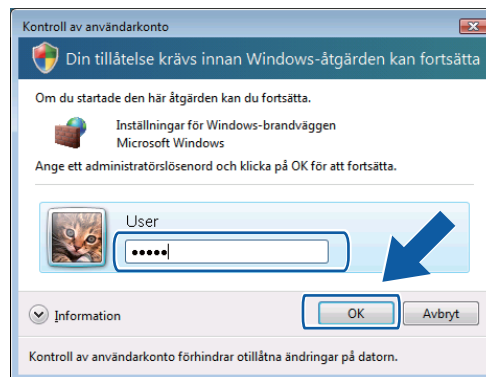 Kontroll av användarkonto
Din tillåtelse krävs innan Windows-åtgärden kan fortsätta
Om du startade den här åtgärden kan du fortsätta.
Inställningar för Windows-brandväggen
Microsoft Windows
Ange ett administratörslösenord och klicka på OK för att fortsätta.
User
•••••
Information
OK
Avbryt
Kontroll av användarkonto förhindrar otillåtna ändringar på datorn.